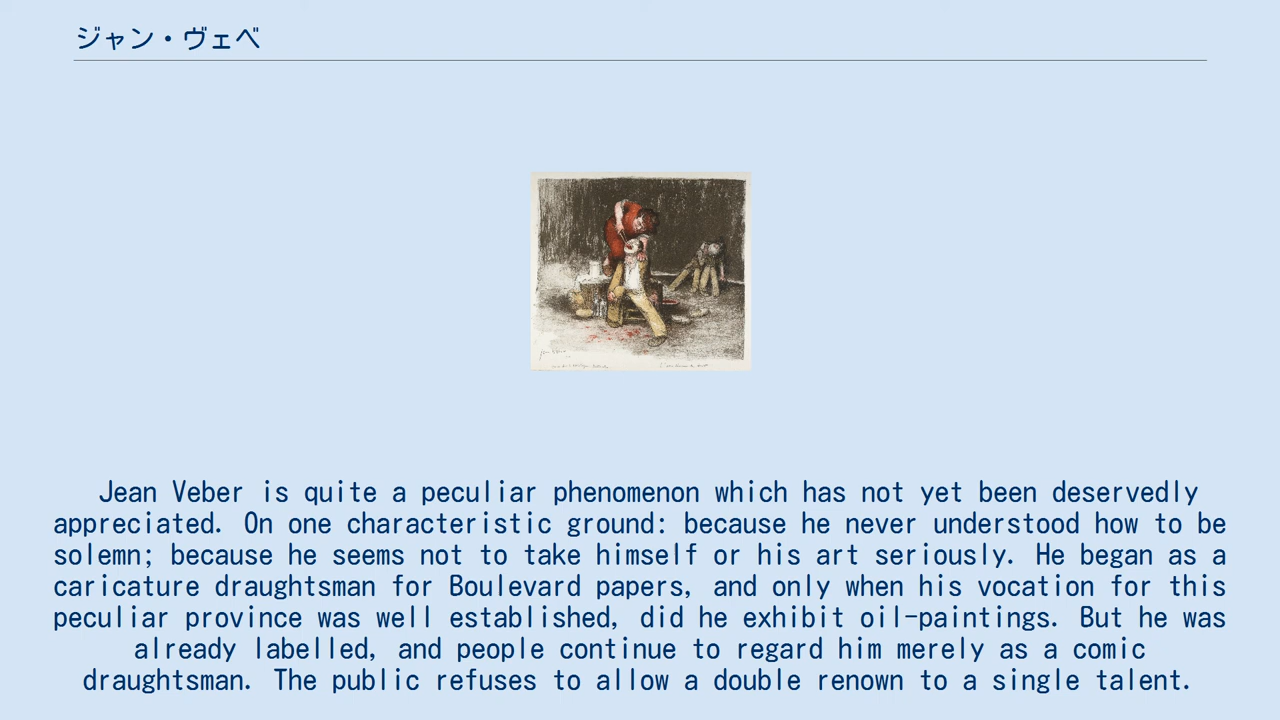 ジャン・ヴェベ
Jean Veber is quite a peculiar phenomenon which has not yet been deservedly
appreciated. On one characteristic ground: because he never understood how to be
solemn; because he seems not to take himself or his art seriously. He began as a
caricature draughtsman for Boulevard papers, and only when his vocation for this
peculiar province was well established, did he exhibit oil-paintings. But he was
already labelled, and people continue to regard him merely as a comic
draughtsman. The public refuses to allow a double renown to a single talent.